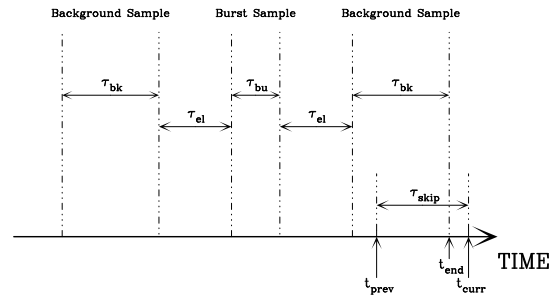 Background Sample Burst Sample Background Sample
τbk τbu τbk
τel τel
τskip
TIME
tend
tprev tcurr